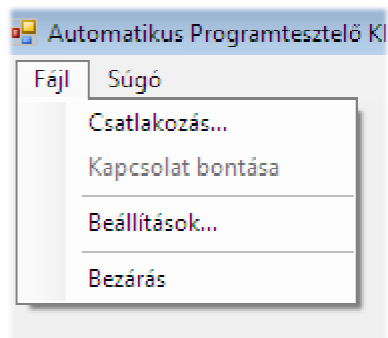 Automatikus Programtesztelő Kl
Fájl Súgó
Csatlakozás...
Kapcsolat bontása
Beállítások...
Bezárás